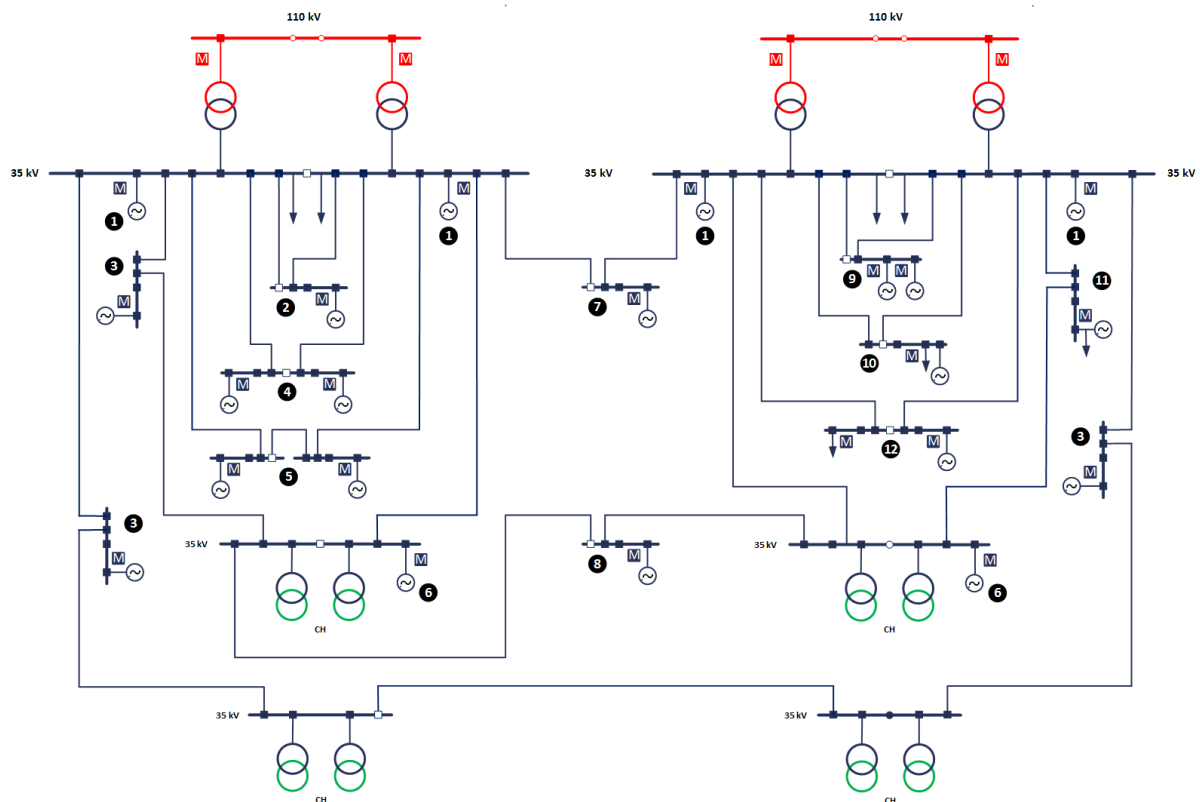 110 kV 110 kV
M M M M
35 kV 35 kV 35 kV
M M M M
1 1 1 1
3 9 M M 11
M 2 M 7 M M
10 M
4 M M
3
M M 12 M
M 5 M M
3
35 kV M 8 M 35 kV M
M 6 6
CH CH
35 kV 35 kV
CH CH